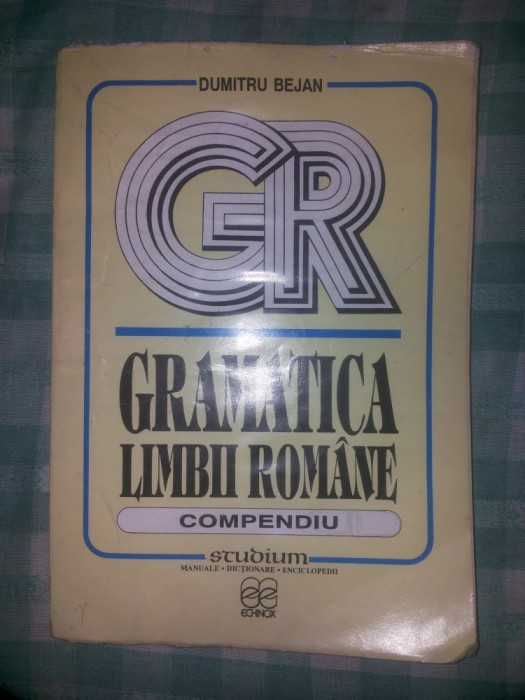 DUMITRU BEJAN
GR
GRAMATICA
LIMBII ROMÂNE
COMPENDIU
studium
MANUALE • DICȚIONARE • ENCICLOPEDII
ECHINOX